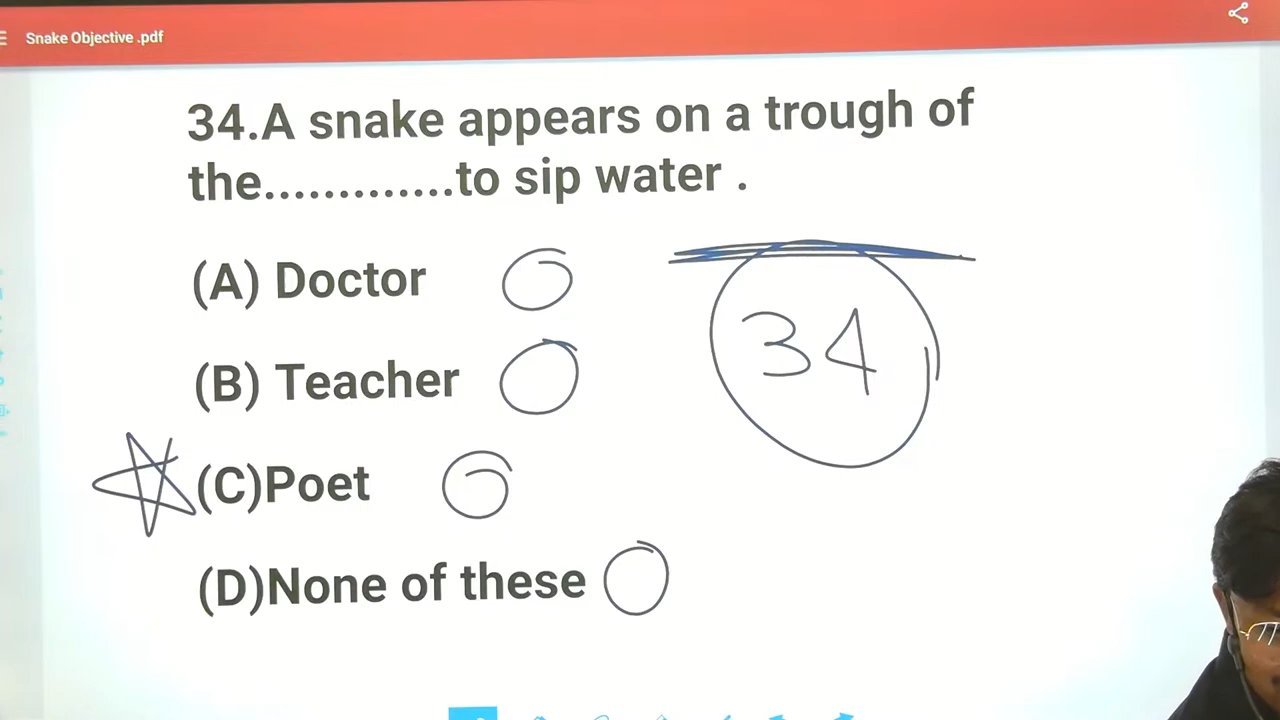 Snake Objective .pdf
34.A snake appears on a trough of
the.............to sip water .
(A) Doctor
(B) Teacher
34
(C)Poet
(D)None of these